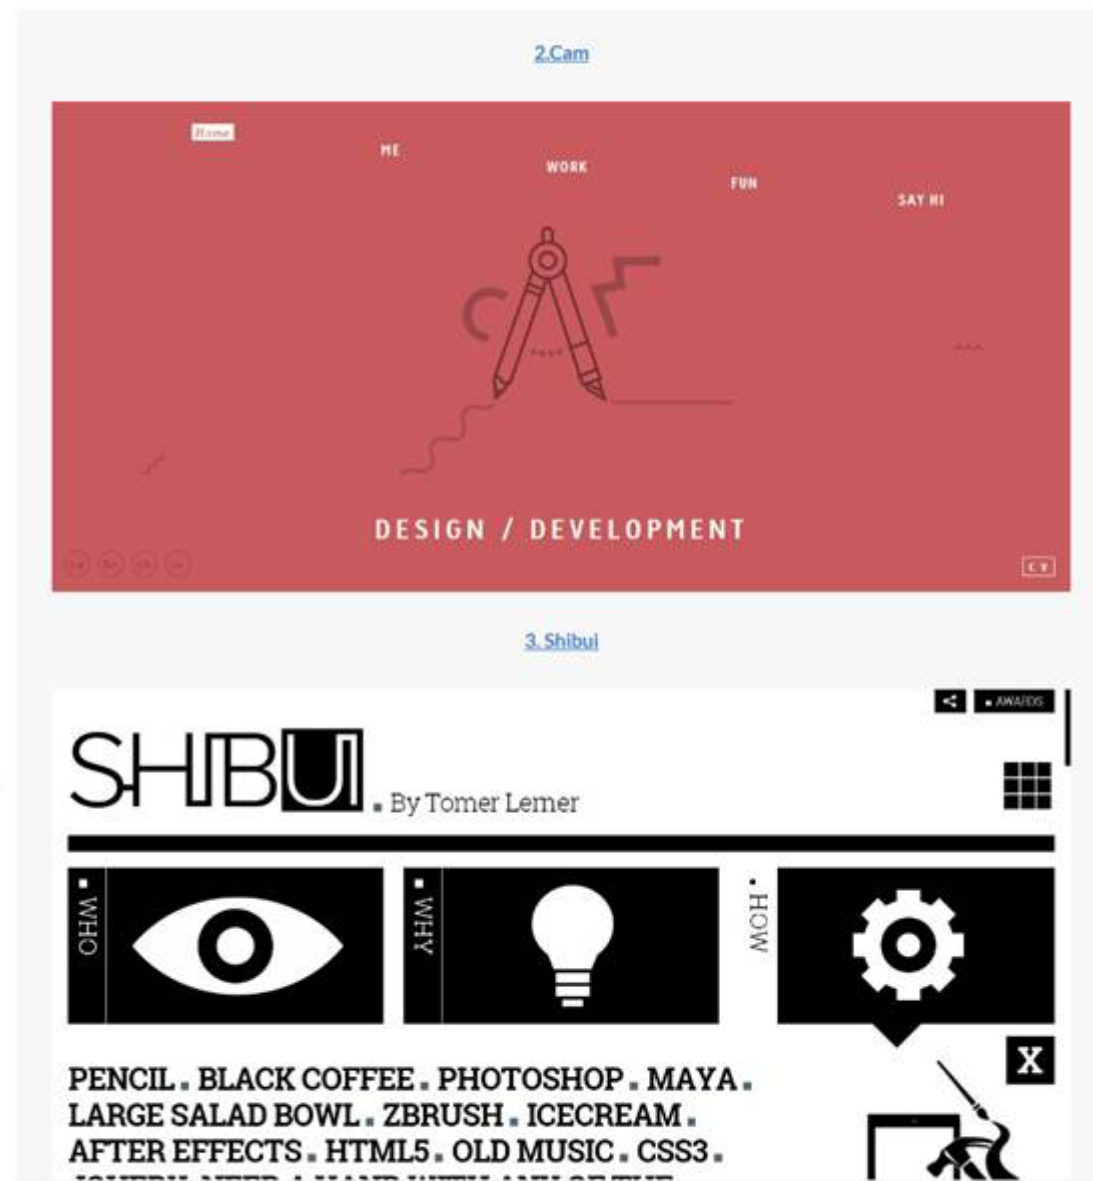 2.Cam
Home
ME
WORK
FUN
SAY HI
DESIGN / DEVELOPMENT
C V
3. Shibui
AWARDS
SHIBUI
By Tomer Lerner
WHO
WHY
HOW
X
PENCIL . BLACK COFFEE . PHOTOSHOP . MAYA .
LARGE SALAD BOWL . ZBRUSH . ICECREAM .
AFTER EFFECTS . HTML5 . OLD MUSIC . CSS3 .